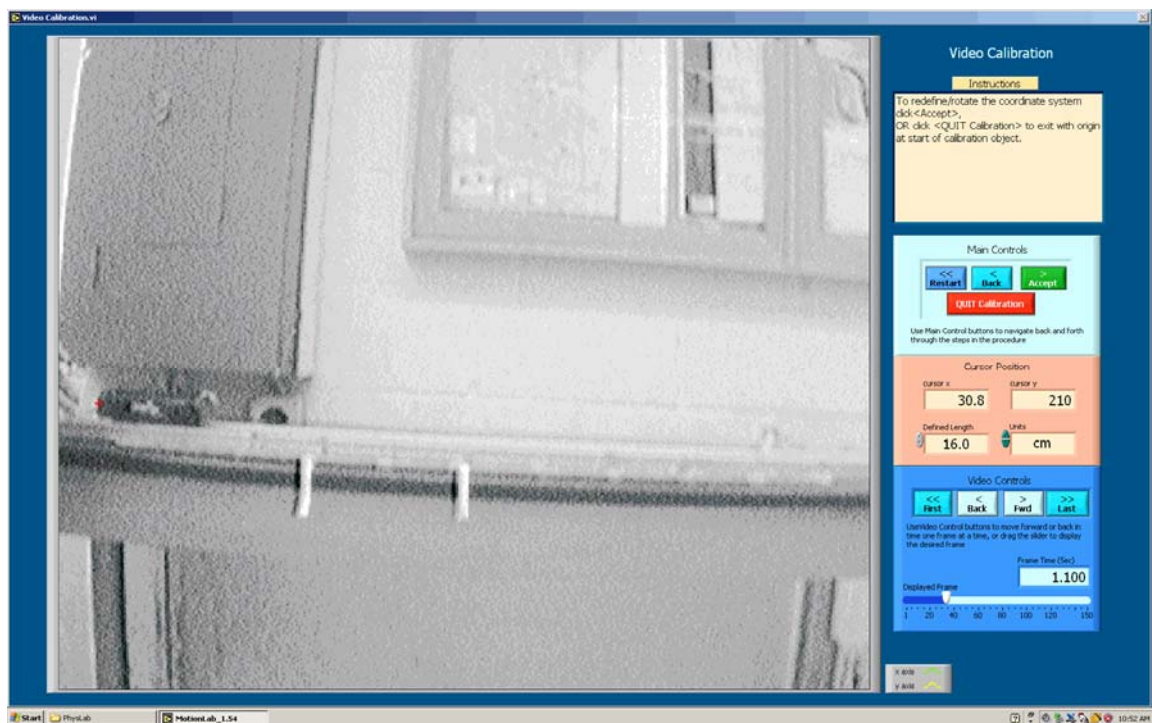 Video Calibration.vi
Video Calibration
Instructions
To redefine/rotate the coordinate system
click<Accept>,
OR click <QUIT Calibration> to exit with origin
at start of calibration object.
Main Controls
<< < >
Restart Back Accept
QUIT Calibration
Use Main Control buttons to navigate back and forth
through the steps in the procedure
Cursor Position
cursor x cursor y
30.8 210
Defined Length Units
16.0 cm
Video Controls
<< < > >>
First Back Fwd Last
UseVideo Control buttons to move forward or back in
time one frame at a time, or drag the slider to display
the desired frame
Frame Time (Sec)
1.100
Displayed Frame
1 20 40 60 80 100 120 150
x axis
y axis
Start PhysLab MotionLab_1.54 10:52 AM